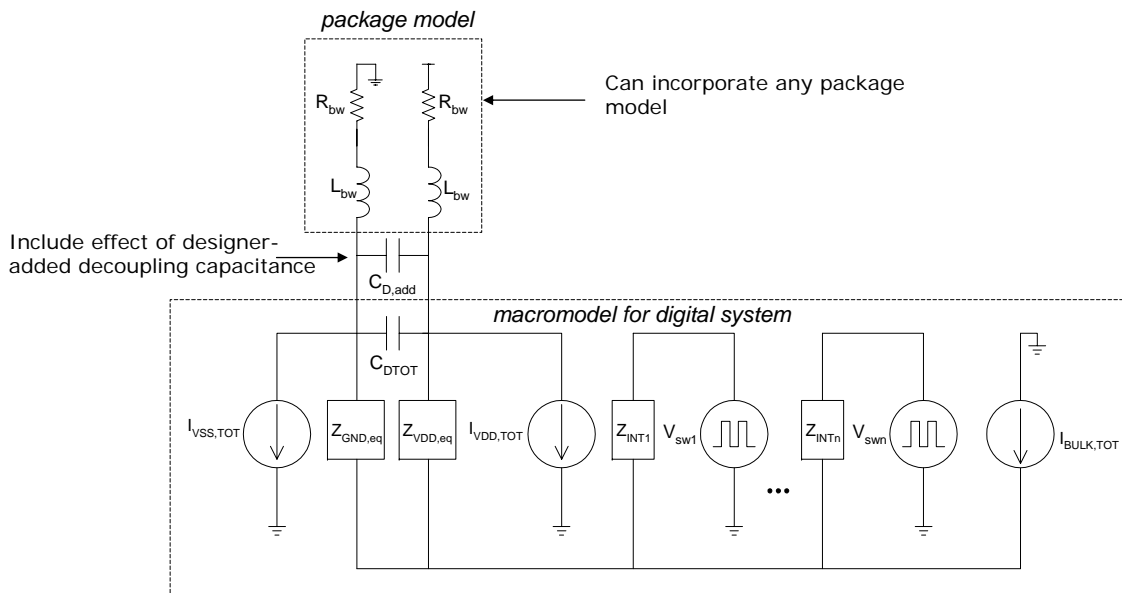 package model
Can incorporate any package
model
R_bw
R_bw
L_bw
L_bw
Include effect of designer-
added decoupling capacitance
C_D,add
macromodel for digital system
C_DTOT
I_VSS,TOT
Z_GND,eq
Z_VDD,eq
I_VDD,TOT
Z_INT1
V_sw1
Z_INTn
V_swn
I_BULK,TOT
...